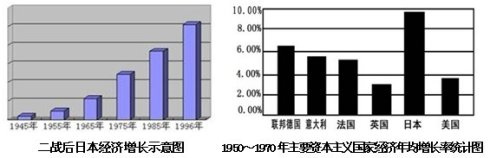 1945年 1955年 1965年 1975年 1985年 1996年
二战后日本经济增长示意图
10.00%
8.00%
6.00%
4.00%
2.00%
0.00%
联邦德国 意大利 法国 英国 日本 美国
1950～1970年主要资本主义国家经济年均增长率统计图